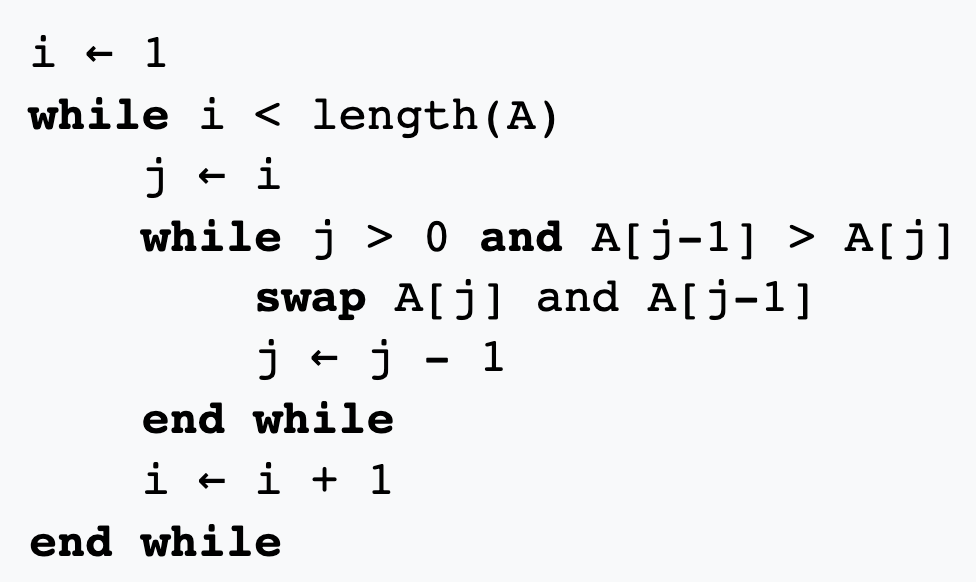 i ← 1
while i < length(A)
    j ← i
    while j > 0 and A[j-1] > A[j]
        swap A[j] and A[j-1]
        j ← j - 1
    end while
    i ← i + 1
end while